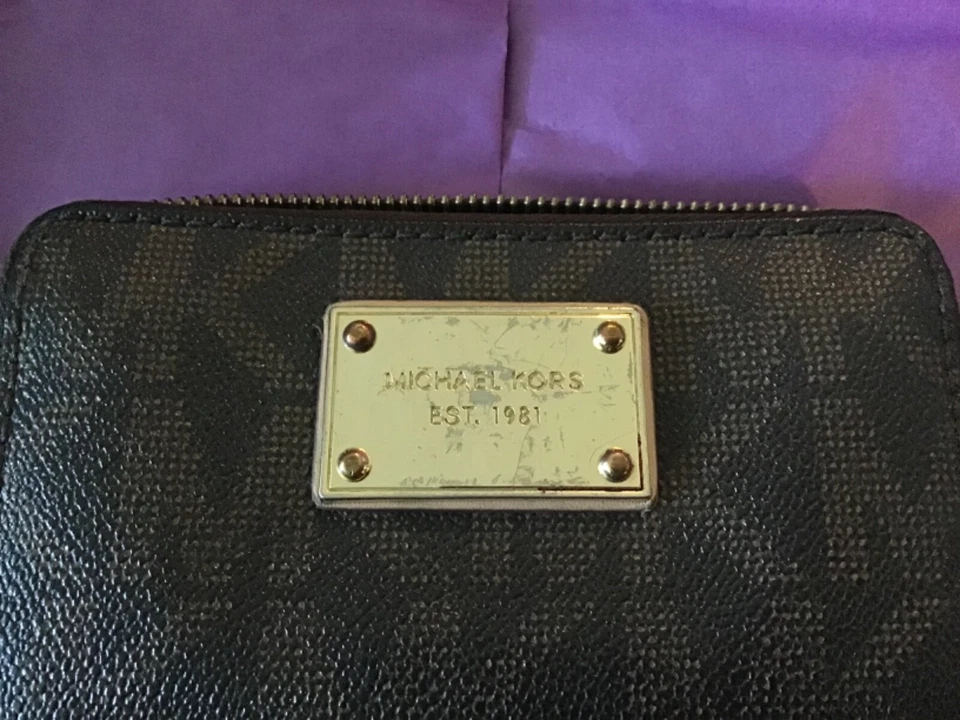 MICHAEL KORS
EST. 1981